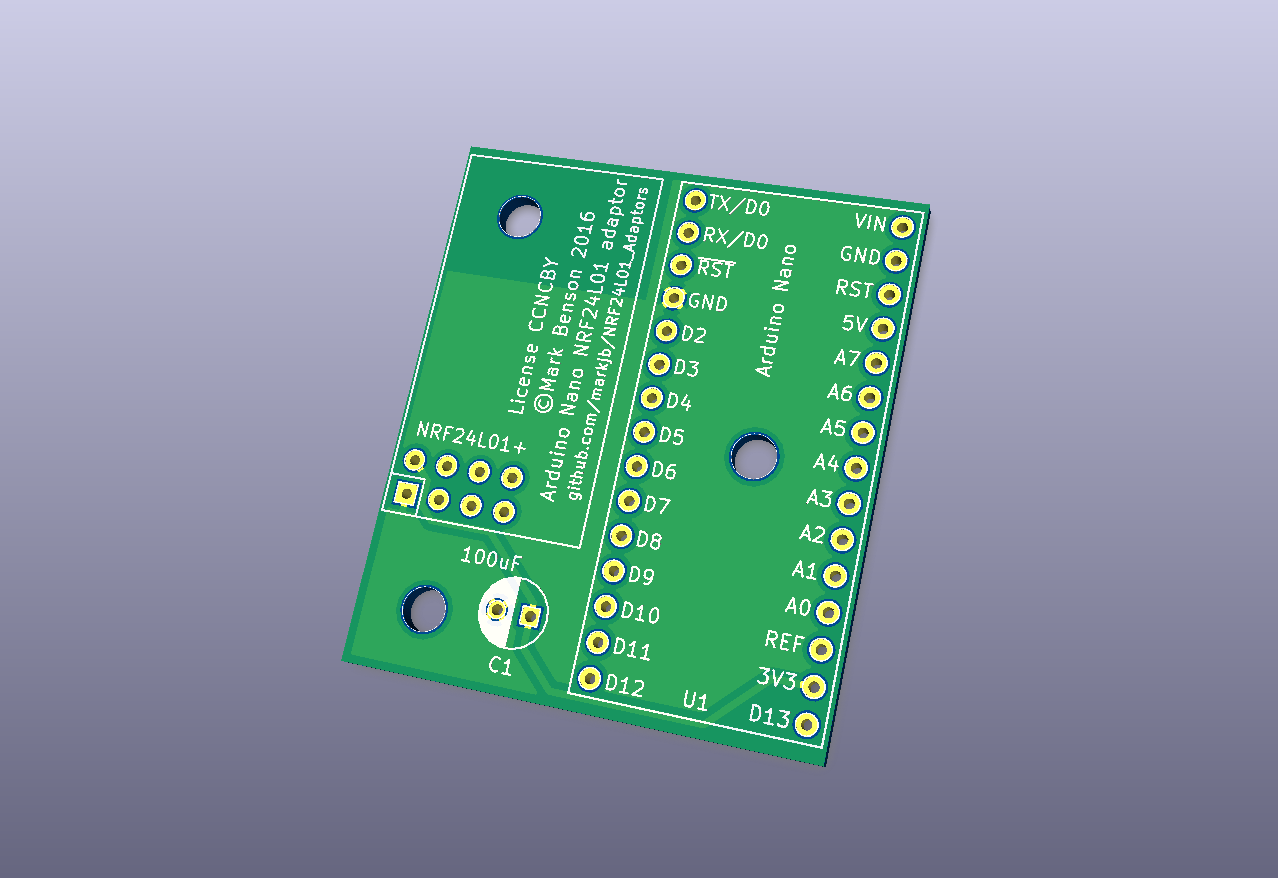 License CCNCBY
©Mark Benson 2016
Arduino Nano NRF24L01 adaptor
github.com/markjb/NRF24L01_Adaptors
NRF24L01+
100uF
C1
TX/D0
RX/D0
RST
GND
D2
D3
D4
D5
D6
D7
D8
D9
D10
D11
D12
Arduino Nano
U1
VIN
GND
RST
5V
A7
A6
A5
A4
A3
A2
A1
A0
REF
3V3
D13